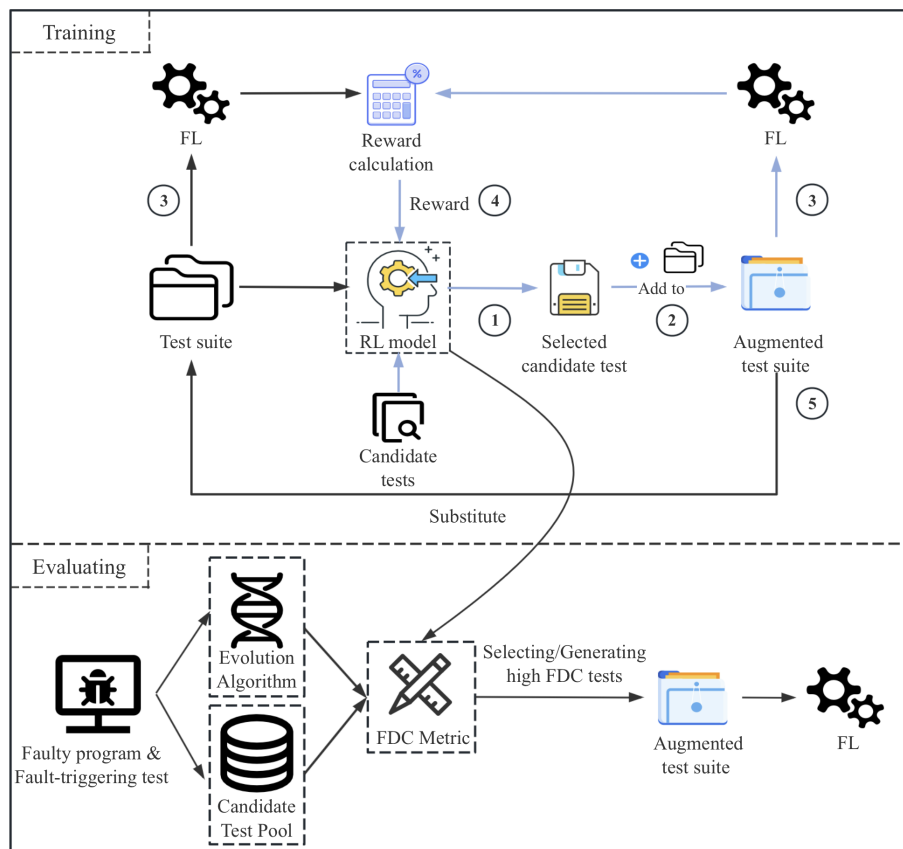 Training
%
FL
Reward
calculation
FL
3
Reward
4
3
Test suite
RL model
1
Selected
candidate test
Add to
2
Augmented
test suite
5
Candidate
tests
Substitute
Evaluating
Faulty program &
Fault-triggering test
Evolution
Algorithm
Candidate
Test Pool
FDC Metric
Selecting/Generating
high FDC tests
Augmented
test suite
FL